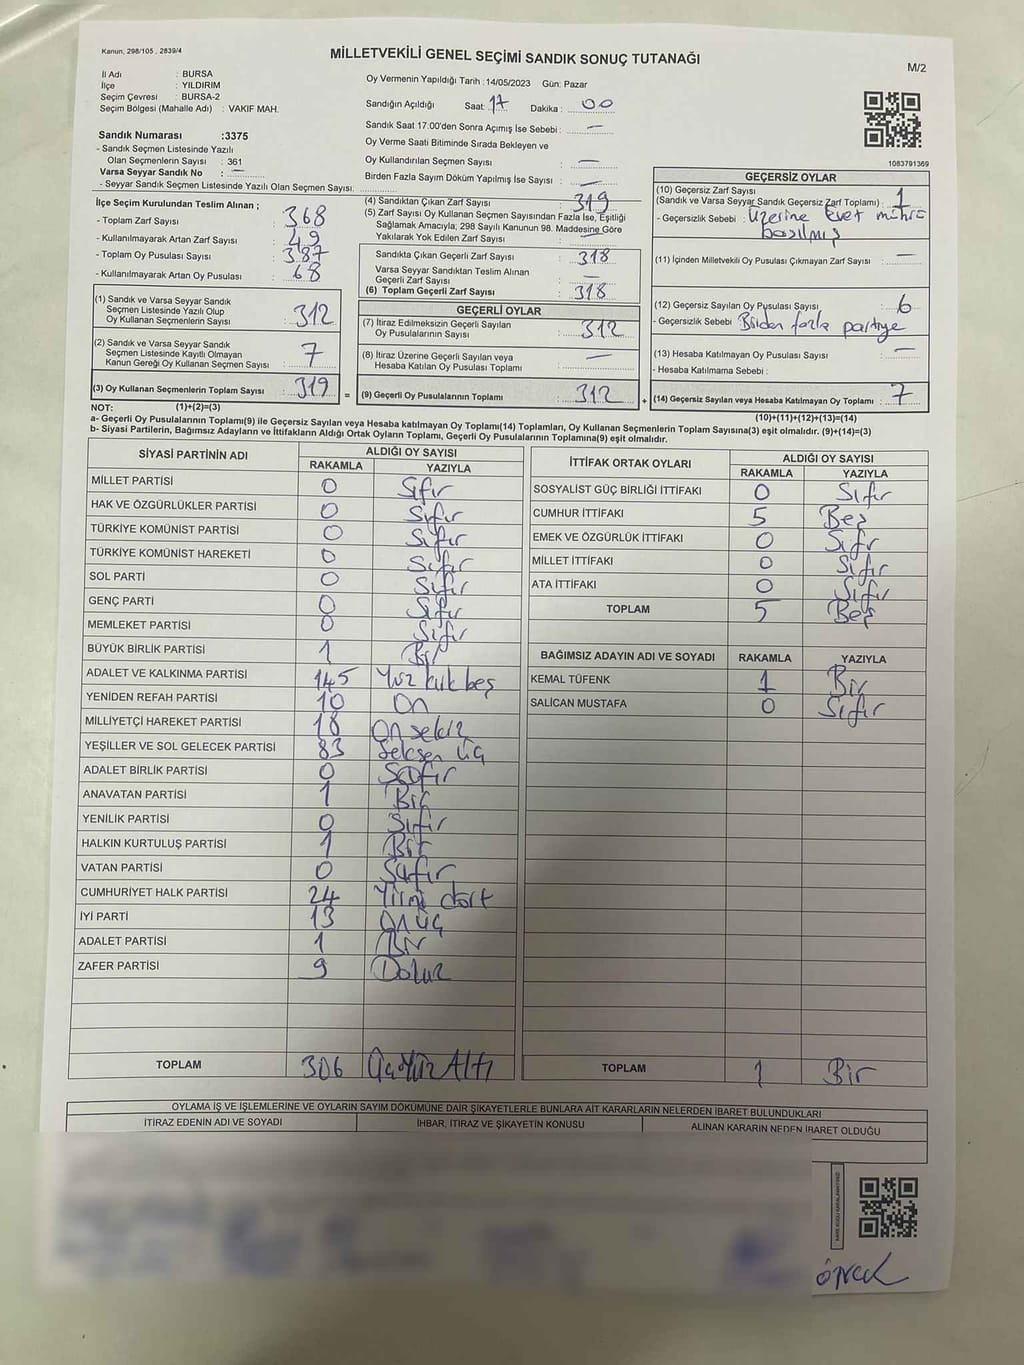 Kanun, 298/105 , 2839/4
MİLLETVEKİLİ GENEL SEÇİMİ SANDIK SONUÇ TUTANAĞI
M/2
İl Adı : BURSA
İlçe : YILDIRIM
Seçim Çevresi : BURSA-2
Seçim Bölgesi (Mahalle Adı) : VAKIF MAH.
Sandık Numarası :3375
- Sandık Seçmen Listesinde Yazılı
Olan Seçmenlerin Sayısı : 361
Varsa Seyyar Sandık No : —
- Seyyar Sandık Seçmen Listesinde Yazılı Olan Seçmen Sayısı:
Oy Vermenin Yapıldığı Tarih : 14/05/2023 Gün: Pazar
Sandığın Açıldığı Saat: 17 Dakika : 00
Sandık Saat 17:00'den Sonra Açımış İse Sebebi : —
Oy Verme Saati Bitiminde Sırada Bekleyen ve
Oy Kullandırılan Seçmen Sayısı : —
Birden Fazla Sayım Döküm Yapılmış İse Sayısı : —
1083791369
İlçe Seçim Kurulundan Teslim Alınan ;
- Toplam Zarf Sayısı : 368
- Kullanılmayarak Artan Zarf Sayısı : 49
- Toplam Oy Pusulası Sayısı : 387
- Kullanılmayarak Artan Oy Pusulası : 68
(4) Sandıktan Çıkan Zarf Sayısı : 319
(5) Zarf Sayısı Oy Kullanan Seçmen Sayısından Fazla İse, Eşitliği
Sağlamak Amacıyla; 298 Sayılı Kanunun 98. Maddesine Göre
Yakılarak Yok Edilen Zarf Sayısı : —
Sandıkta Çıkan Geçerli Zarf Sayısı : 318
Varsa Seyyar Sandıktan Teslim Alınan
Geçerli Zarf Sayısı : —
(6) Toplam Geçerli Zarf Sayısı : 318
GEÇERSİZ OYLAR
(10) Geçersiz Zarf Sayısı
(Sandık ve Varsa Seyyar Sandık Geçersiz Zarf Toplamı) : 1
- Geçersizlik Sebebi : Üzerine Evet mührü
basılmış
(11) İçinden Milletvekili Oy Pusulası Çıkmayan Zarf Sayısı : —
(12) Geçersiz Sayılan Oy Pusulası Sayısı : 6
- Geçersizlik Sebebi Birden fazla partiye
(13) Hesaba Katılmayan Oy Pusulası Sayısı : —
- Hesaba Katılmama Sebebi :
(14) Geçersiz Sayılan veya Hesaba Katılmayan Oy Toplamı : 7
(1) Sandık ve Varsa Seyyar Sandık
Seçmen Listesinde Yazılı Olup
Oy Kullanan Seçmenlerin Sayısı : 312
(2) Sandık ve Varsa Seyyar Sandık
Seçmen Listesinde Kayıtlı Olmayan
Kanun Gereği Oy Kullanan Seçmen Sayısı : 7
(3) Oy Kullanan Seçmenlerin Toplam Sayısı : 319
=
GEÇERLİ OYLAR
(7) İtiraz Edilmeksizin Geçerli Sayılan
Oy Pusulalarının Sayısı : 312
(8) İtiraz Üzerine Geçerli Sayılan veya
Hesaba Katılan Oy Pusulası Toplamı : —
(9) Geçerli Oy Pusulalarının Toplamı : 312
+
NOT: (1)+(2)=(3)
(10)+(11)+(12)+(13)=(14)
a- Geçerli Oy Pusulalarının Toplamı(9) ile Geçersiz Sayılan veya Hesaba katılmayan Oy Toplamı(14) Toplamları, Oy Kullanan Seçmenlerin Toplam Sayısına(3) eşit olmalıdır. (9)+(14)=(3)
b- Siyasi Partilerin, Bağımsız Adayların ve İttifakların Aldığı Ortak Oyların Toplamı, Geçerli Oy Pusulalarının Toplamına(9) eşit olmalıdır.
SİYASİ PARTİNİN ADI ALDIĞI OY SAYISI
RAKAMLA YAZIYLA
MİLLET PARTİSİ 0 Sıfır
HAK VE ÖZGÜRLÜKLER PARTİSİ 0 Sıfır
TÜRKİYE KOMÜNİST PARTİSİ 0 Sıfır
TÜRKİYE KOMÜNİST HAREKETİ 0 Sıfır
SOL PARTİ 0 Sıfır
GENÇ PARTİ 0 Sıfır
MEMLEKET PARTİSİ 0 Sıfır
BÜYÜK BİRLİK PARTİSİ 1 Bir
ADALET VE KALKINMA PARTİSİ 145 Yüz kırk beş
YENİDEN REFAH PARTİSİ 10 On
MİLLİYETÇİ HAREKET PARTİSİ 18 On sekiz
YEŞİLLER VE SOL GELECEK PARTİSİ 83 Seksen üç
ADALET BİRLİK PARTİSİ 0 Sıfır
ANAVATAN PARTİSİ 1 Bir
YENİLİK PARTİSİ 0 Sıfır
HALKIN KURTULUŞ PARTİSİ 1 Bir
VATAN PARTİSİ 0 Sıfır
CUMHURİYET HALK PARTİSİ 24 Yirmi dört
İYİ PARTİ 13 On üç
ADALET PARTİSİ 1 Bir
ZAFER PARTİSİ 9 Dokuz
TOPLAM 306 Üçyüz Altı
İTTİFAK ORTAK OYLARI ALDIĞI OY SAYISI
RAKAMLA YAZIYLA
SOSYALİST GÜÇ BİRLİĞİ İTTİFAKI 0 Sıfır
CUMHUR İTTİFAKI 5 Beş
EMEK VE ÖZGÜRLÜK İTTİFAKI 0 Sıfır
MİLLET İTTİFAKI 0 Sıfır
ATA İTTİFAKI 0 Sıfır
TOPLAM 5 Beş
BAĞIMSIZ ADAYIN ADI VE SOYADI RAKAMLA YAZIYLA
KEMAL TÜFENK 1 Bir
SALİCAN MUSTAFA 0 Sıfır
TOPLAM 1 Bir
OYLAMA İŞ VE İŞLEMLERİNE VE OYLARIN SAYIM DÖKÜMÜNE DAİR ŞİKAYETLERLE BUNLARA AİT KARARLARIN NELERDEN İBARET BULUNDUKLARI
İTİRAZ EDENİN ADI VE SOYADI İHBAR, İTİRAZ VE ŞİKAYETİN KONUSU ALINAN KARARIN NEDEN İBARET OLDUĞU
örnek